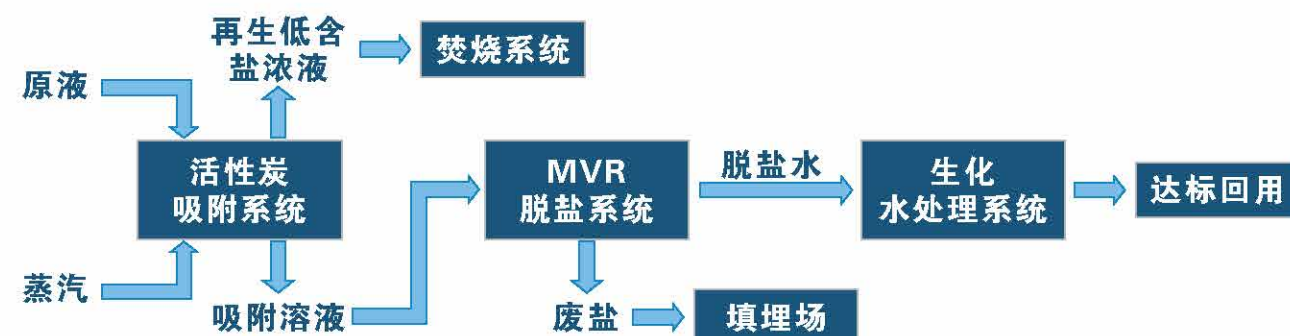 再生低含
盐浓液
焚烧系统
原液
活性炭
吸附系统
MVR
脱盐系统
脱盐水
生化
水处理系统
达标回用
蒸汽
吸附溶液
废盐
填埋场